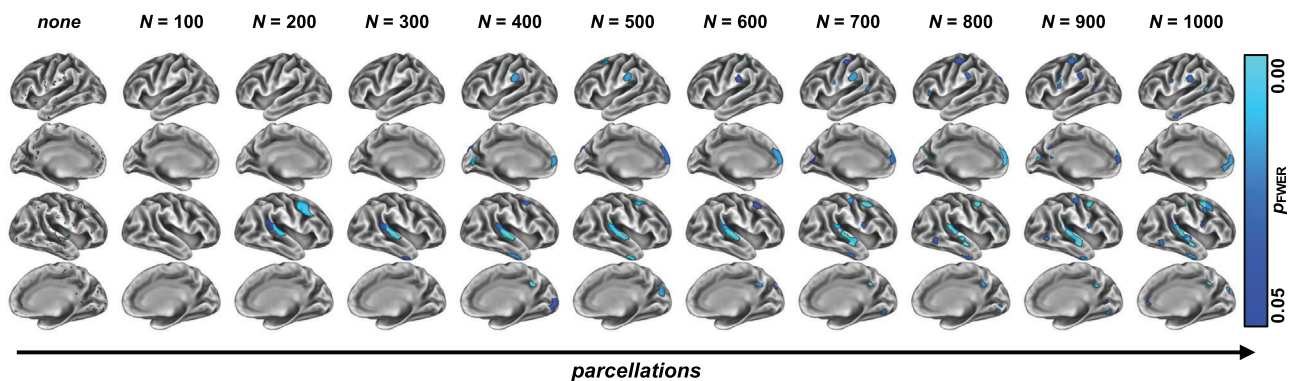 none N = 100 N = 200 N = 300 N = 400 N = 500 N = 600 N = 700 N = 800 N = 900 N = 1000
0.00
pFWER
0.05
parcellations